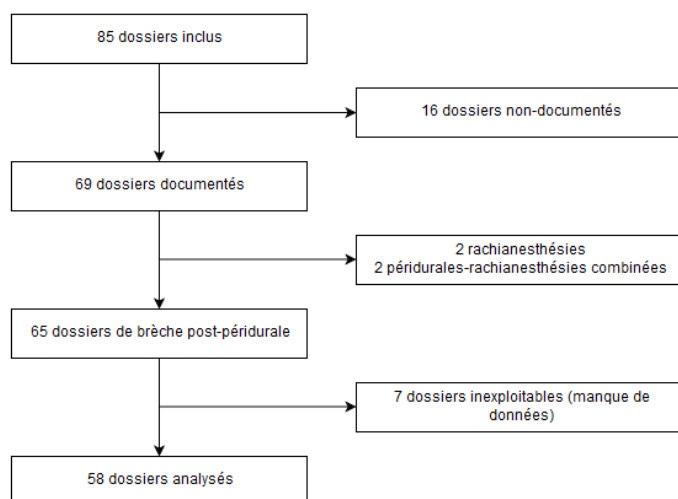 85 dossiers inclus
16 dossiers non-documentés
69 dossiers documentés
2 rachianesthésies
2 péridurales-rachianesthésies combinées
65 dossiers de brèche post-péridurale
7 dossiers inexploitables (manque de
données)
58 dossiers analysés